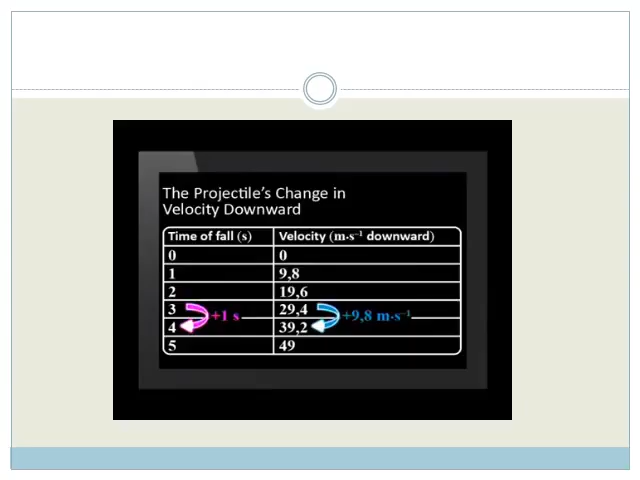 The Projectile's Change in
Velocity Downward
Time of fall (s) Velocity (m·s⁻¹ downward)
0 0
1 9,8
2 19,6
3 29,4
+1 s +9,8 m·s⁻¹
4 39,2
5 49